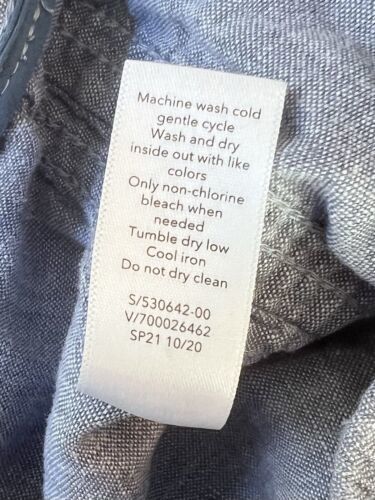 Machine wash cold
gentle cycle
Wash and dry
inside out with like
colors
Only non-chlorine
bleach when
needed
Tumble dry low
Cool iron
Do not dry clean
S/530642-00
V/700026462
SP21 10/20